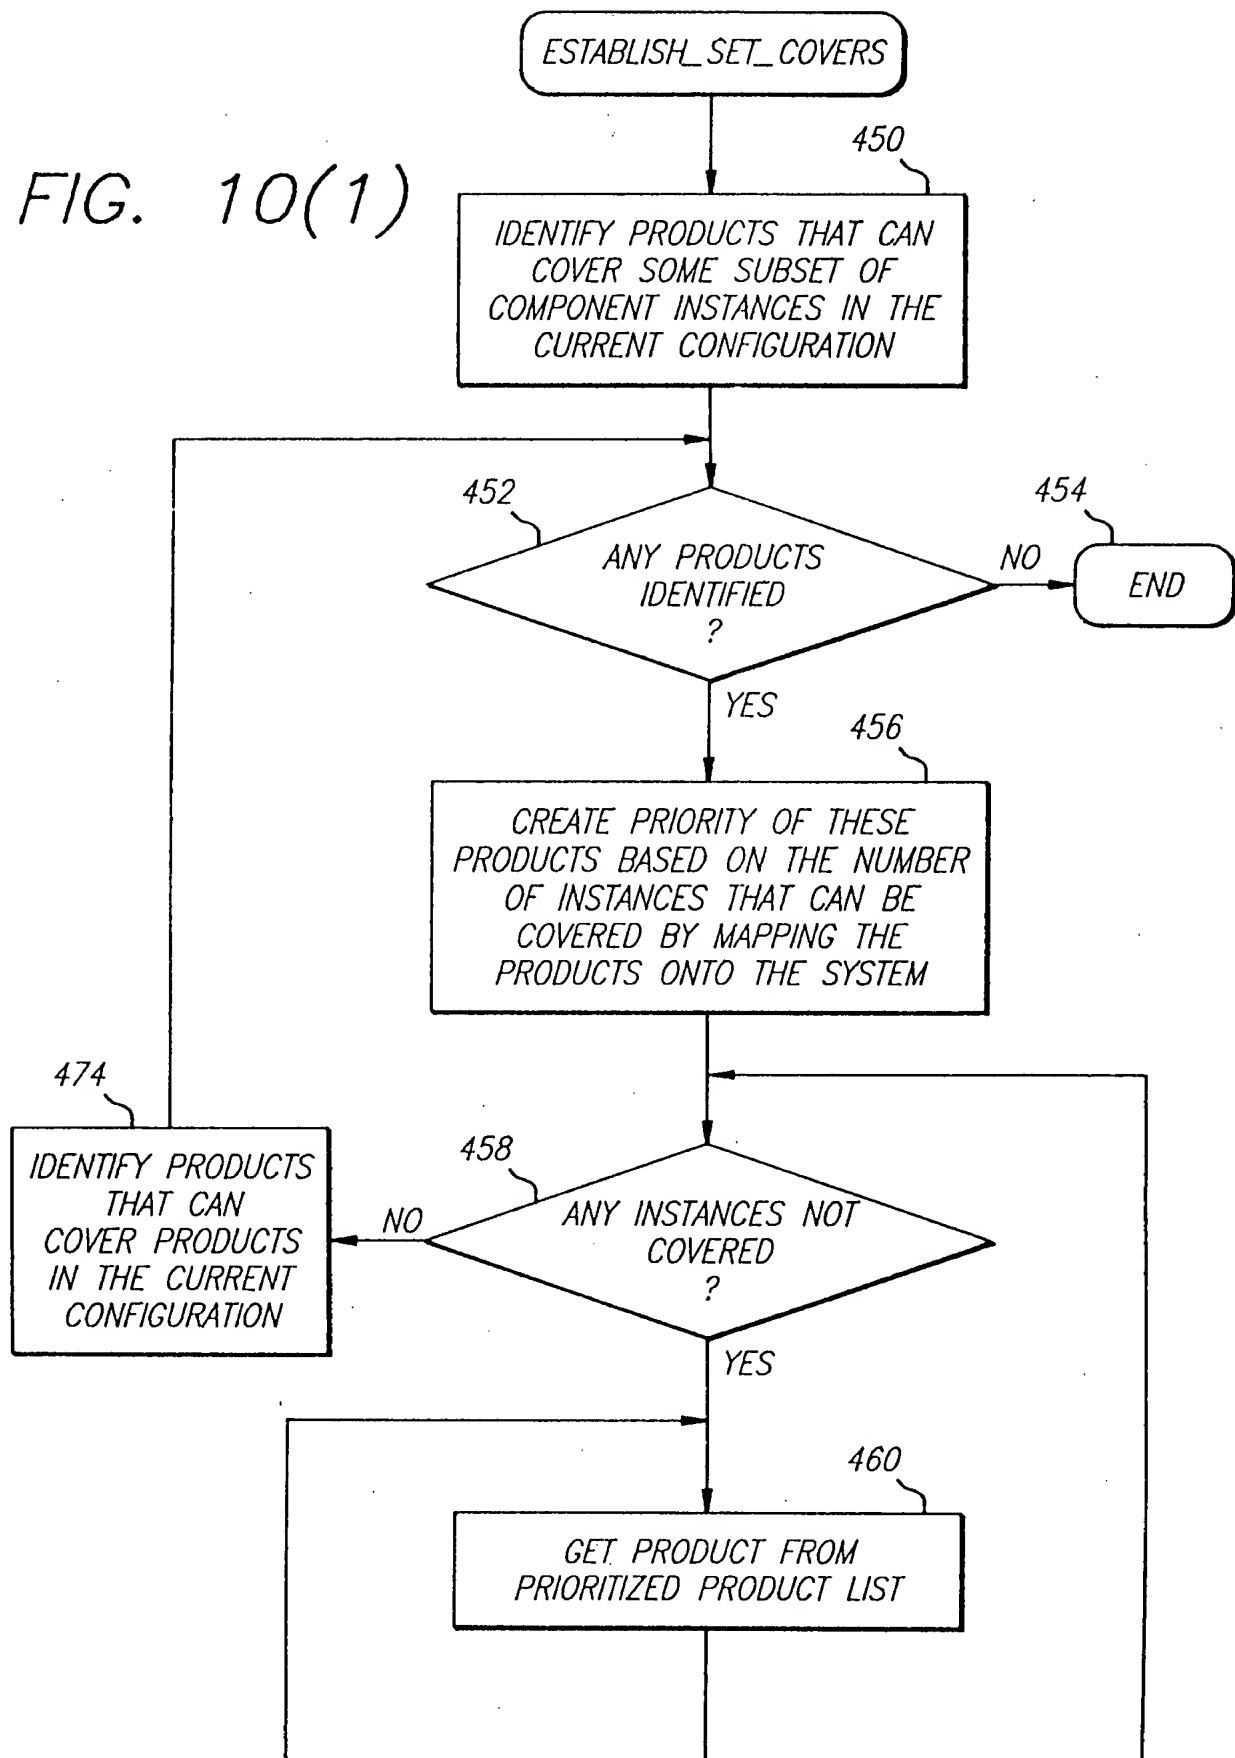 ESTABLISH_SET_COVERS
FIG. 10(1)
450
IDENTIFY PRODUCTS THAT CAN
COVER SOME SUBSET OF
COMPONENT INSTANCES IN THE
CURRENT CONFIGURATION
452
ANY PRODUCTS
IDENTIFIED
?
NO
454
END
YES
456
CREATE PRIORITY OF THESE
PRODUCTS BASED ON THE NUMBER
OF INSTANCES THAT CAN BE
COVERED BY MAPPING THE
PRODUCTS ONTO THE SYSTEM
474
IDENTIFY PRODUCTS
THAT CAN
COVER PRODUCTS
IN THE CURRENT
CONFIGURATION
NO
458
ANY INSTANCES NOT
COVERED
?
YES
460
GET PRODUCT FROM
PRIORITIZED PRODUCT LIST